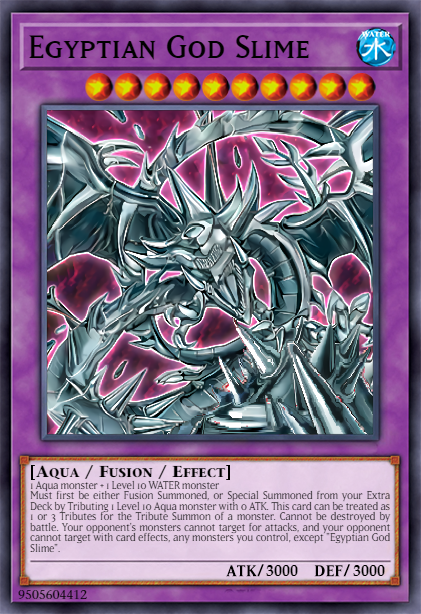 Egyptian God Slime
WATER
水
[Aqua / Fusion / Effect]
1 Aqua monster + 1 Level 10 WATER monster
Must first be either Fusion Summoned, or Special Summoned from your Extra
Deck by Tributing 1 Level 10 Aqua monster with 0 ATK. This card can be treated as
1 or 3 Tributes for the Tribute Summon of a monster. Cannot be destroyed by
battle. Your opponent's monsters cannot target for attacks, and your opponent
cannot target with card effects, any monsters you control, except "Egyptian God
Slime".
ATK/3000 DEF/3000
9505604412